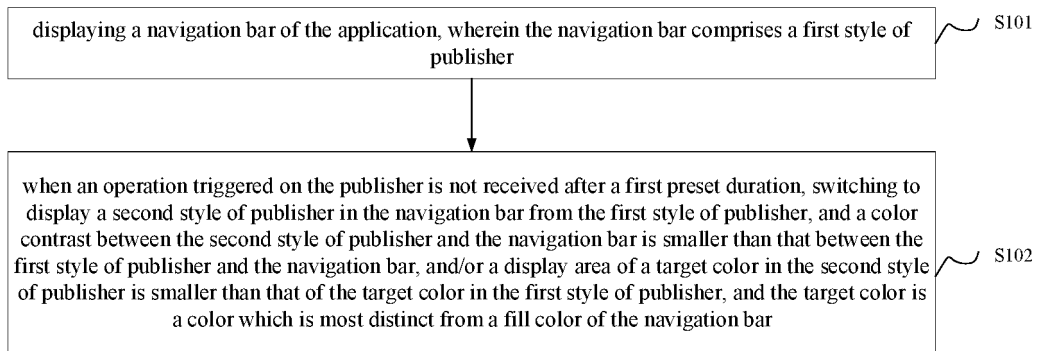 displaying a navigation bar of the application, wherein the navigation bar comprises a first style of
publisher
S101
when an operation triggered on the publisher is not received after a first preset duration, switching to
display a second style of publisher in the navigation bar from the first style of publisher, and a color
contrast between the second style of publisher and the navigation bar is smaller than that between the
first style of publisher and the navigation bar, and/or a display area of a target color in the second style
of publisher is smaller than that of the target color in the first style of publisher, and the target color is
a color which is most distinct from a fill color of the navigation bar
S102